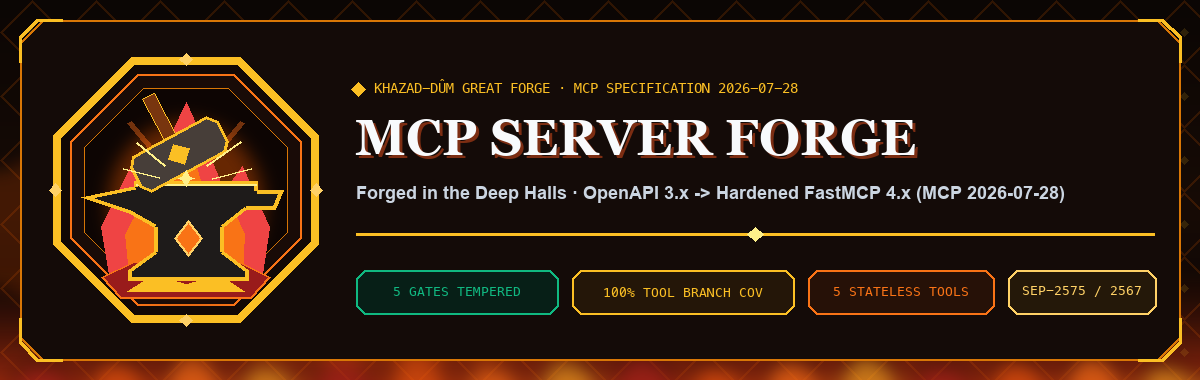 KHAZAD-DÛM GREAT FORGE · MCP SPECIFICATION 2026-07-28
MCP SERVER FORGE
Forged in the Deep Halls · OpenAPI 3.x -> Hardened FastMCP 4.x (MCP 2026-07-28)
5 GATES TEMPERED
100% TOOL BRANCH COV
5 STATELESS TOOLS
SEP-2575 / 2567